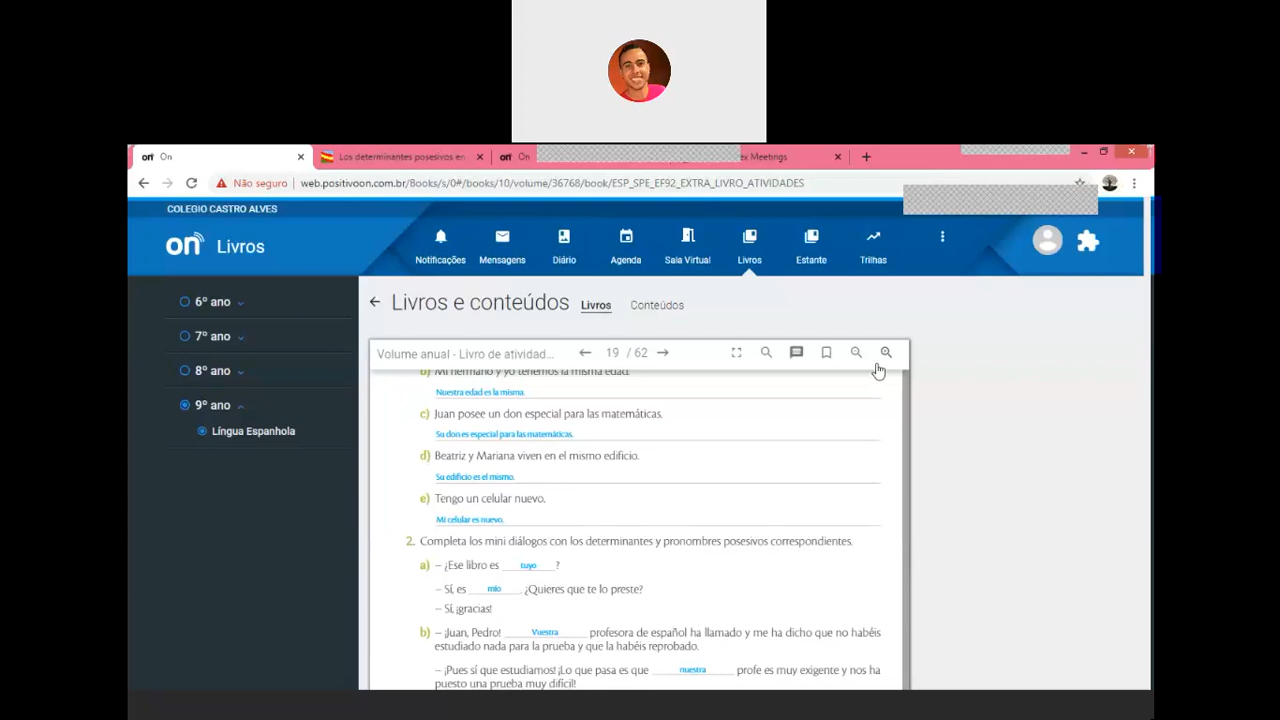 On
Los determinantes posesivos en
On
ex Meetings
Não seguro
web.positivoon.com.br/Books/s/0#/books/10/volume/36768/book/ESP_SPE_EF92_EXTRA_LIVRO_ATIVIDADES
COLEGIO CASTRO ALVES
on Livros
Notificações
Mensagens
Diário
Agenda
Sala Virtual
Livros
Estante
Trilhas
6º ano
7º ano
8º ano
9º ano
Língua Espanhola
Livros e conteúdos
Livros
Conteúdos
Volume anual - Livro de atividad...
19 / 62
b) Mi hermano y yo tenemos la misma edad.
Nuestra edad es la misma.
c) Juan posee un don especial para las matemáticas.
Su don es especial para las matemáticas.
d) Beatriz y Mariana viven en el mismo edificio.
Su edificio es el mismo.
e) Tengo un celular nuevo.
Mi celular es nuevo.
2. Completa los mini diálogos con los determinantes y pronombres posesivos correspondientes.
a) – ¿Ese libro es tuyo ?
– Sí, es mío . ¿Quieres que te lo preste?
– Sí, ¡gracias!
b) – ¡Juan, Pedro! Vuestra profesora de español ha llamado y me ha dicho que no habéis
estudiado nada para la prueba y que la habéis reprobado.
– ¡Pues sí que estudiamos! ¡Lo que pasa es que nuestra profe es muy exigente y nos ha
puesto una prueba muy difícil!